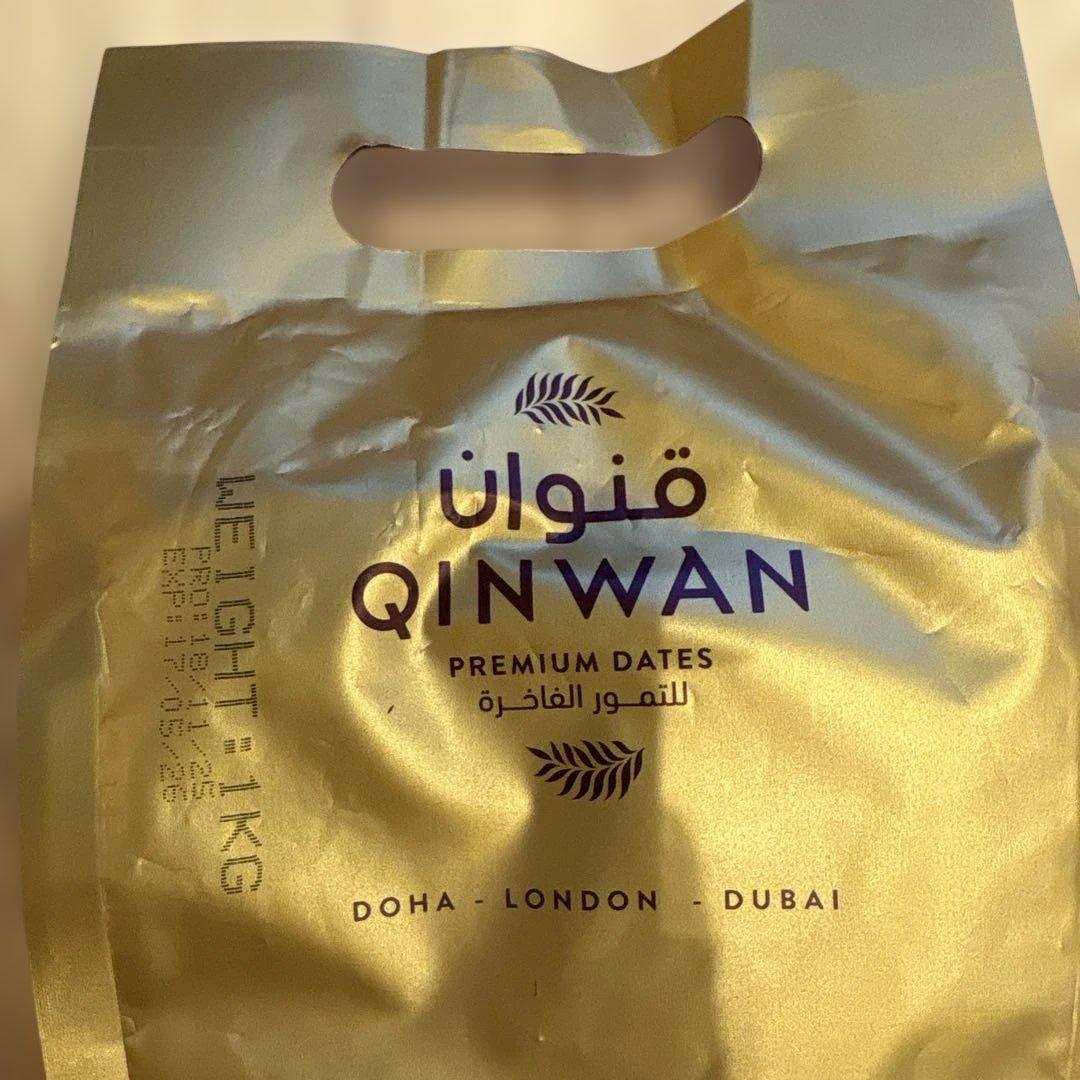 قنوان
QINWAN
PREMIUM DATES
للتمور الفاخرة
DOHA - LONDON - DUBAI
WEIGHT:1KG
PRO:18/11/25
EXP:17/05/26